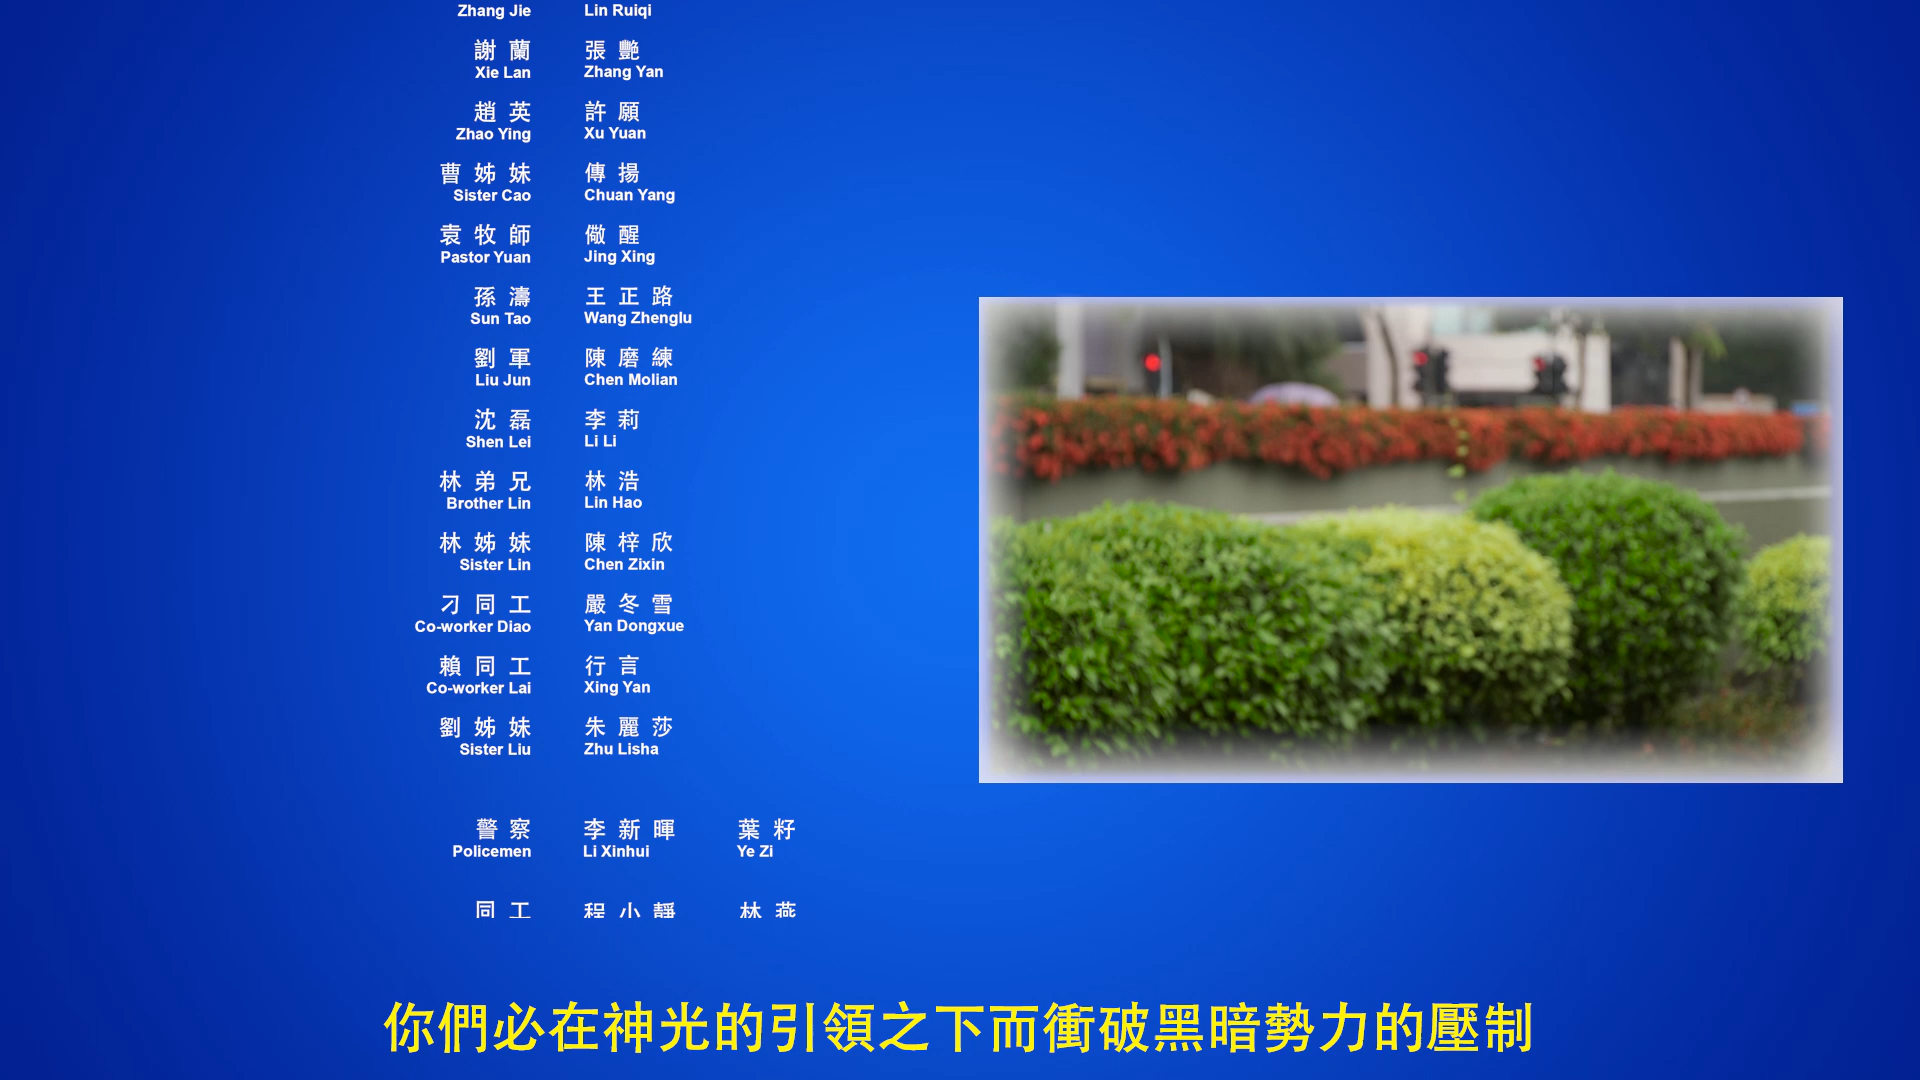 Zhang Jie Lin Ruiqi
謝 蘭 張 艷
Xie Lan Zhang Yan
趙 英 許 願
Zhao Ying Xu Yuan
曹 姊 妹 傳 揚
Sister Cao Chuan Yang
袁 牧 師 儆 醒
Pastor Yuan Jing Xing
孫 濤 王 正 路
Sun Tao Wang Zhenglu
劉 軍 陳 磨 練
Liu Jun Chen Molian
沈 磊 李 莉
Shen Lei Li Li
林 弟 兄 林 浩
Brother Lin Lin Hao
林 姊 妹 陳 梓 欣
Sister Lin Chen Zixin
刁 同 工 嚴 冬 雪
Co-worker Diao Yan Dongxue
賴 同 工 行 言
Co-worker Lai Xing Yan
劉 姊 妹 朱 麗 莎
Sister Liu Zhu Lisha
警 察 李 新 暉 葉 籽
Policemen Li Xinhui Ye Zi
同 工 程 小 靜 林 燕
你們必在神光的引領之下而衝破黑暗勢力的壓制